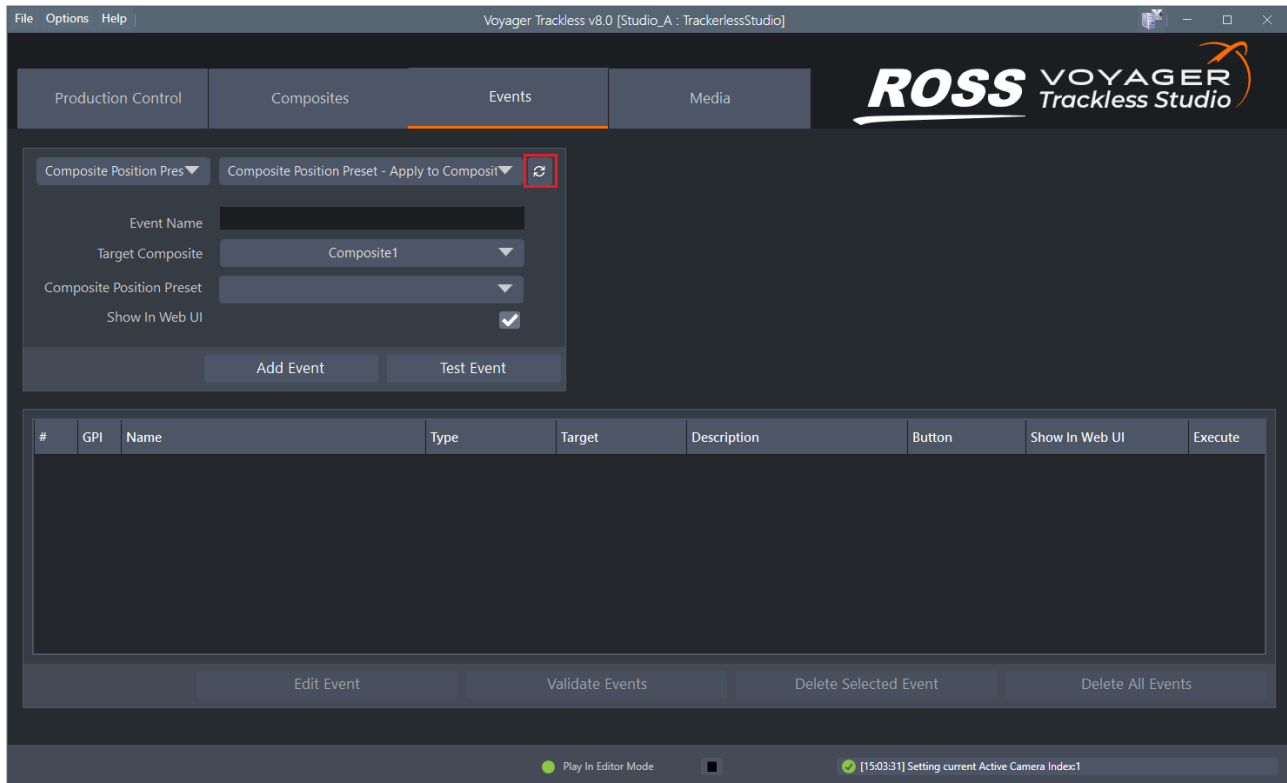 File Options Help
Voyager Trackless v8.0 [Studio_A : TrackerlessStudio]
Production Control Composites Events Media
ROSS VOYAGER
Trackless Studio
Composite Position Pres Composite Position Preset - Apply to Composit
Event Name
Target Composite Composite1
Composite Position Preset
Show In Web UI
Add Event Test Event
# GPI Name Type Target Description Button Show In Web UI Execute
Edit Event Validate Events Delete Selected Event Delete All Events
Play In Editor Mode [15:03:31] Setting current Active Camera Index:1